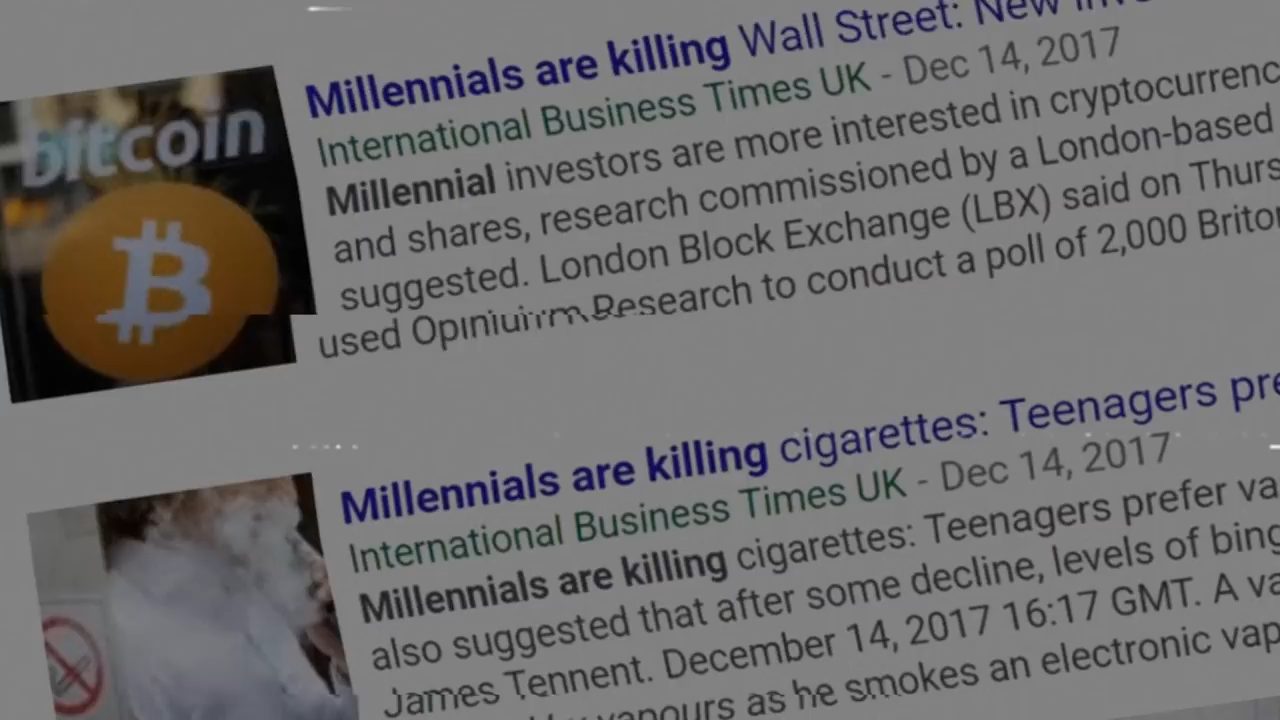 bitcoin
Millennials are killing Wall Street: New
International Business Times UK - Dec 14, 2017
Millennial investors are more interested in cryptocurrenc
and shares, research commissioned by a London-based
suggested. London Block Exchange (LBX) said on Thurs
used Opinium Research to conduct a poll of 2,000 Brito
Millennials are killing cigarettes: Teenagers pre
International Business Times UK - Dec 14, 2017
Millennials are killing cigarettes: Teenagers prefer va
also suggested that after some decline, levels of bing
James Tennent. December 14, 2017 16:17 GMT. A va
vapours as he smokes an electronic vap